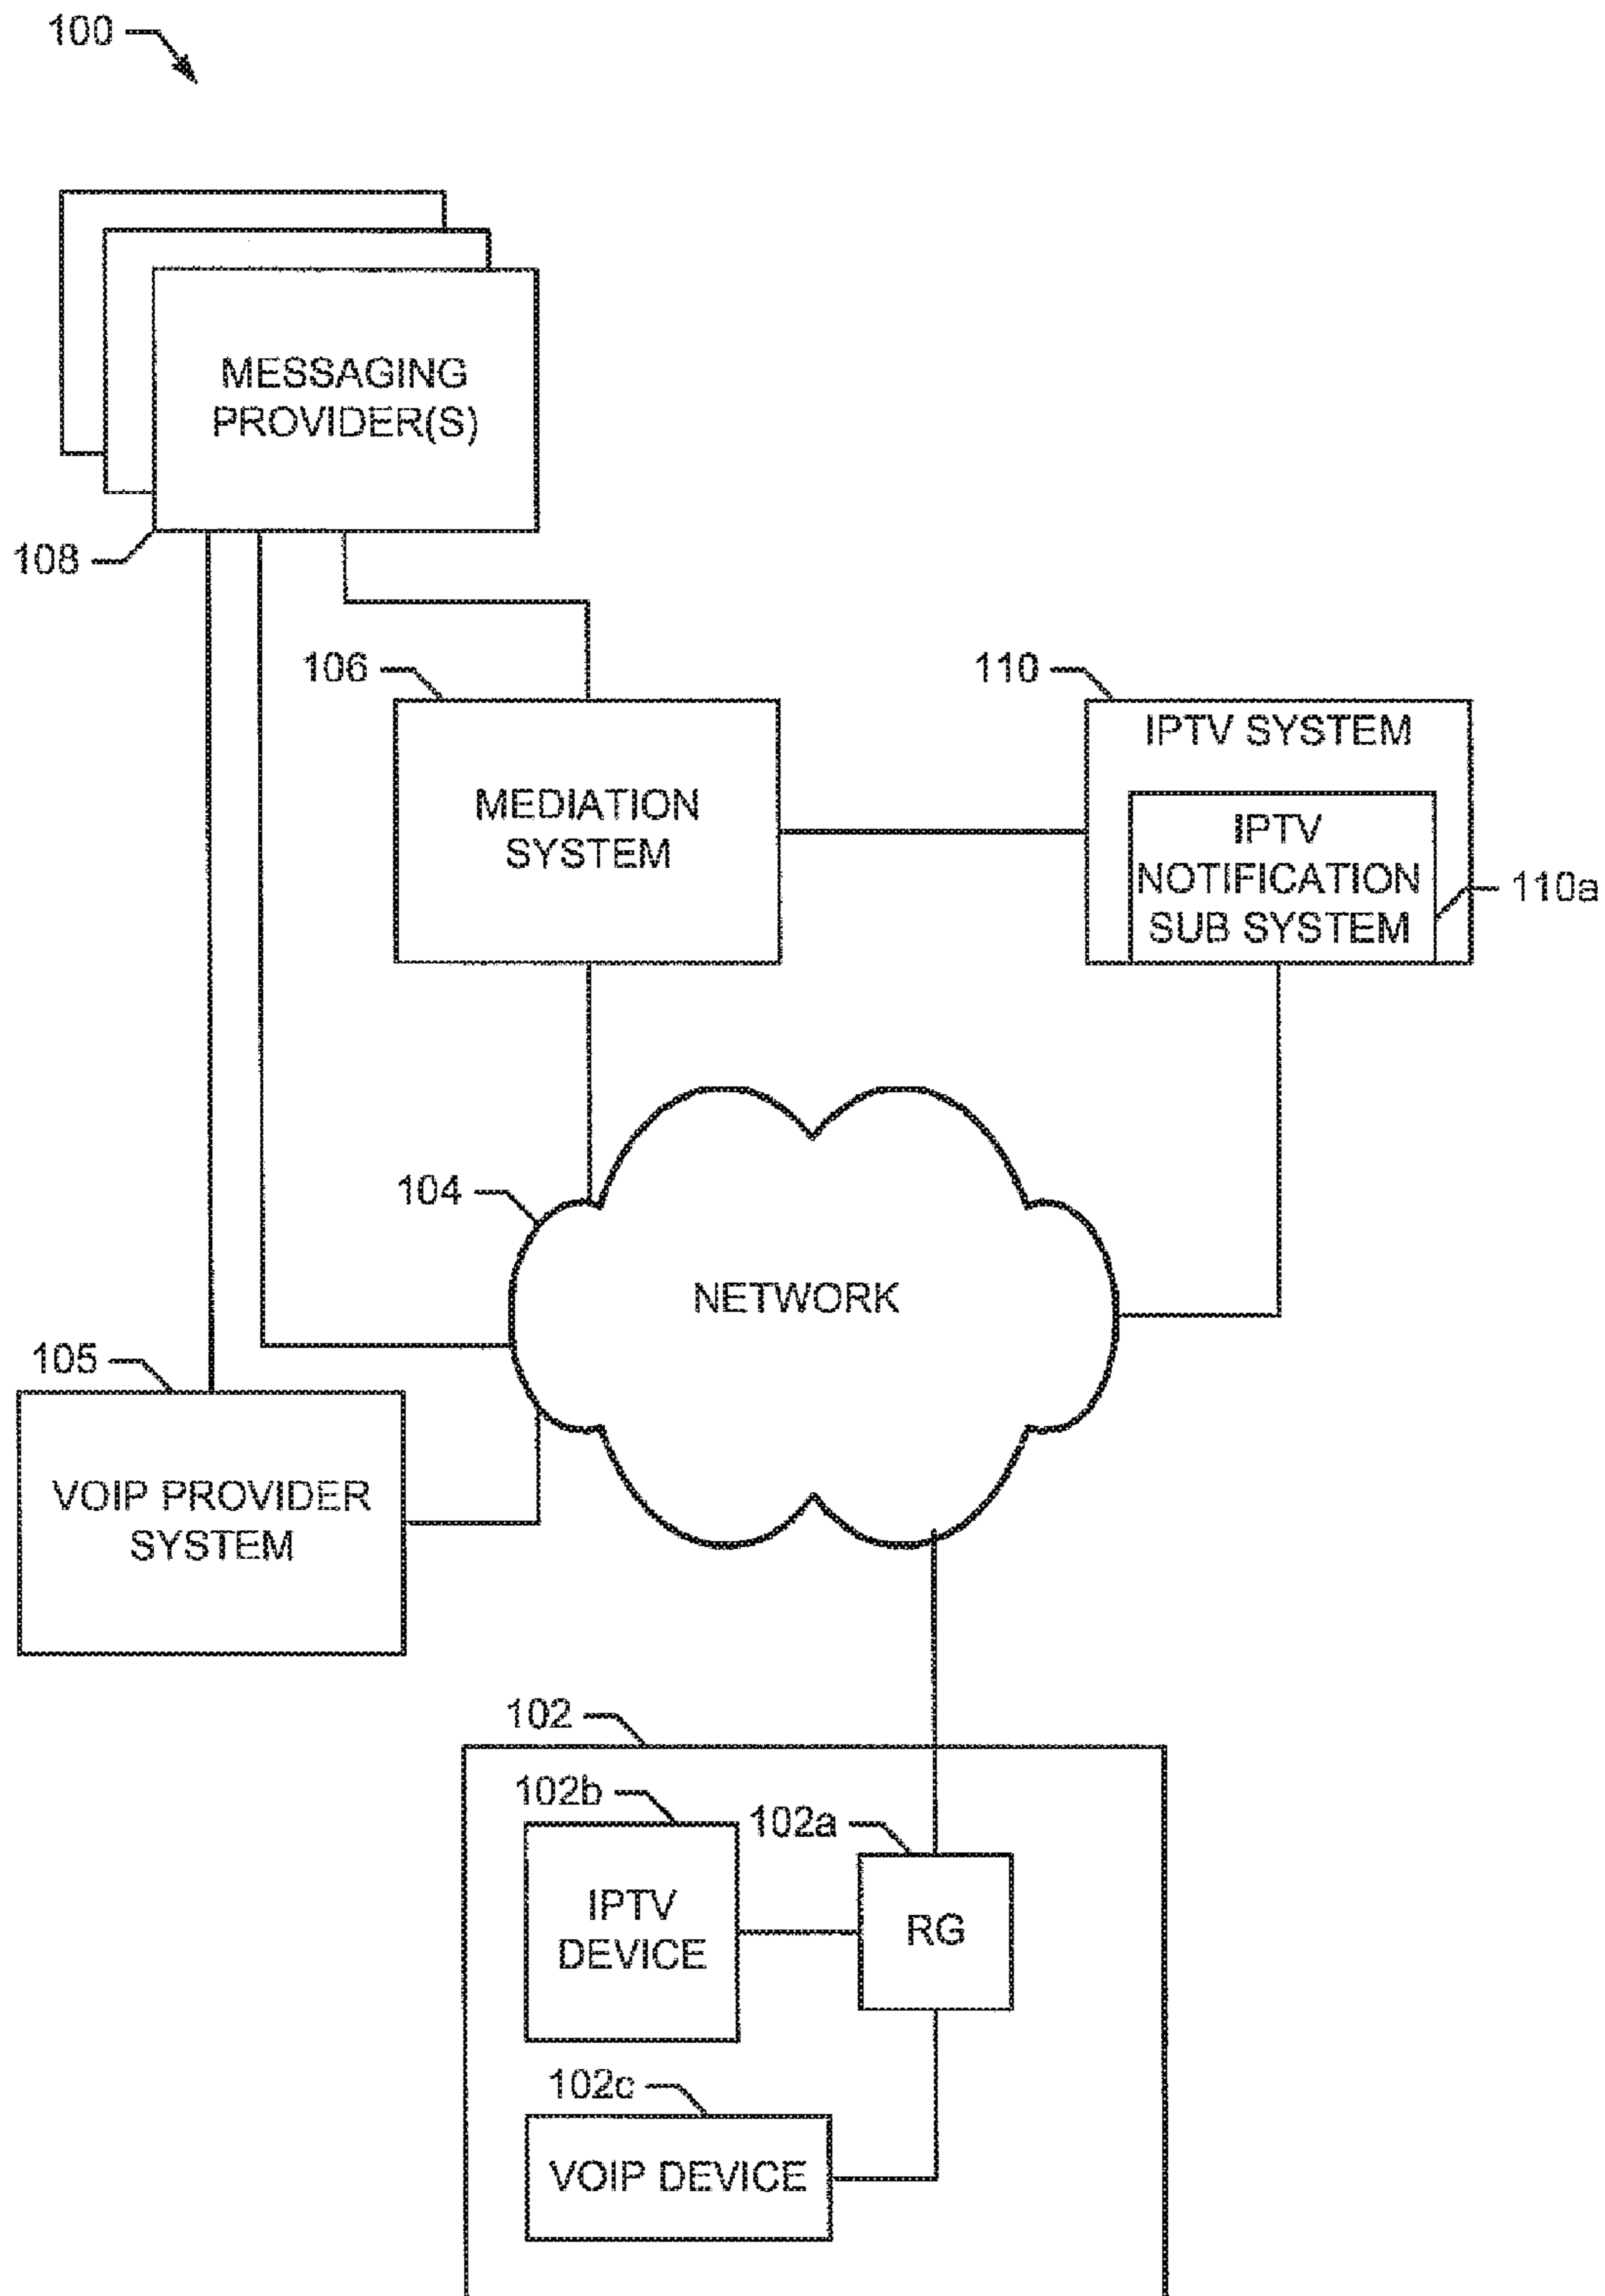 100
MESSAGING
PROVIDER(S)
108
106
110
IPTV SYSTEM
MEDIATION
SYSTEM
IPTV
NOTIFICATION
SUB SYSTEM
110a
104
NETWORK
105
VOIP PROVIDER
SYSTEM
102
102b
102a
IPTV
DEVICE
RG
102c
VOIP DEVICE